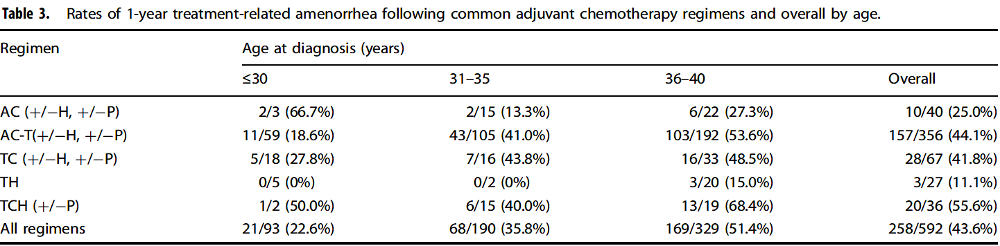 Table 3. Rates of 1-year treatment-related amenorrhea following common adjuvant chemotherapy regimens and overall by age.
Regimen Age at diagnosis (years)
≤30 31–35 36–40 Overall
AC (+/−H, +/−P) 2/3 (66.7%) 2/15 (13.3%) 6/22 (27.3%) 10/40 (25.0%)
AC-T(+/−H, +/−P) 11/59 (18.6%) 43/105 (41.0%) 103/192 (53.6%) 157/356 (44.1%)
TC (+/−H, +/−P) 5/18 (27.8%) 7/16 (43.8%) 16/33 (48.5%) 28/67 (41.8%)
TH 0/5 (0%) 0/2 (0%) 3/20 (15.0%) 3/27 (11.1%)
TCH (+/−P) 1/2 (50.0%) 6/15 (40.0%) 13/19 (68.4%) 20/36 (55.6%)
All regimens 21/93 (22.6%) 68/190 (35.8%) 169/329 (51.4%) 258/592 (43.6%)